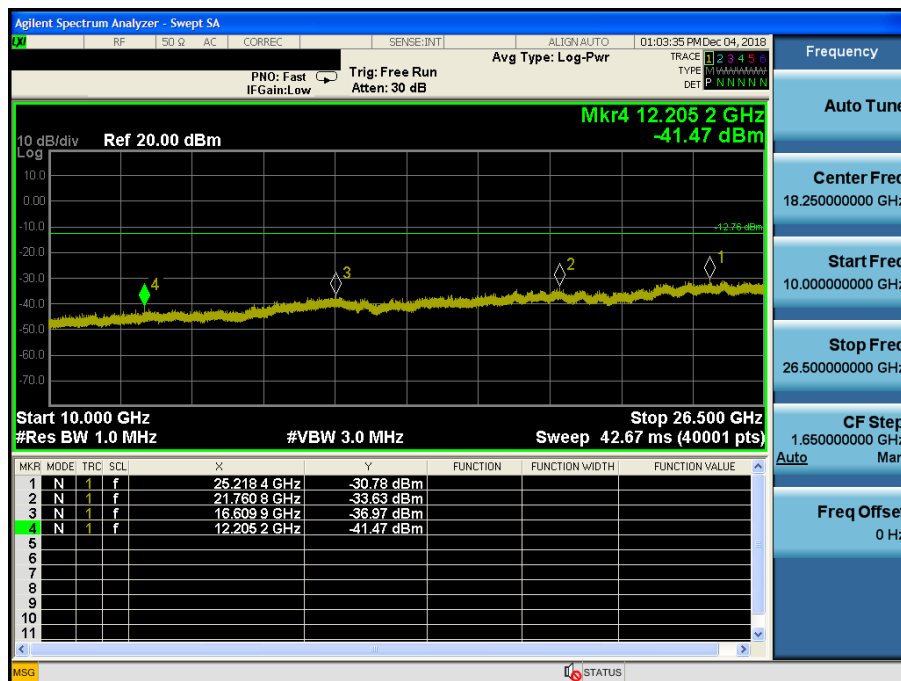 Agilent Spectrum Analyzer - Swept SA
LXI RF 50 Ω AC CORREC SENSE:INT ALIGN AUTO 01:03:35 PM Dec 04, 2018
Avg Type: Log-Pwr TRACE 1 2 3 4 5 6
PNO: Fast Trig: Free Run TYPE M WWWWW
IFGain:Low Atten: 30 dB DET P N N N N N
Mkr4 12.205 2 GHz
10 dB/div Ref 20.00 dBm -41.47 dBm
Log
10.0
0.00
-10.0
-12.76 dBm
-20.0
1
2
-30.0
3
4
-40.0
-50.0
-60.0
-70.0
Start 10.000 GHz Stop 26.500 GHz
#Res BW 1.0 MHz #VBW 3.0 MHz Sweep 42.67 ms (40001 pts)
MKR MODE TRC SCL X Y FUNCTION FUNCTION WIDTH FUNCTION VALUE
1 N 1 f 25.218 4 GHz -30.78 dBm
2 N 1 f 21.760 8 GHz -33.63 dBm
3 N 1 f 16.609 9 GHz -36.97 dBm
4 N 1 f 12.205 2 GHz -41.47 dBm
5
6
7
8
9
10
11
MSG STATUS
Frequency
Auto Tune
Center Freq
18.250000000 GHz
Start Freq
10.000000000 GHz
Stop Freq
26.500000000 GHz
CF Step
1.650000000 GHz
Auto Man
Freq Offset
0 Hz